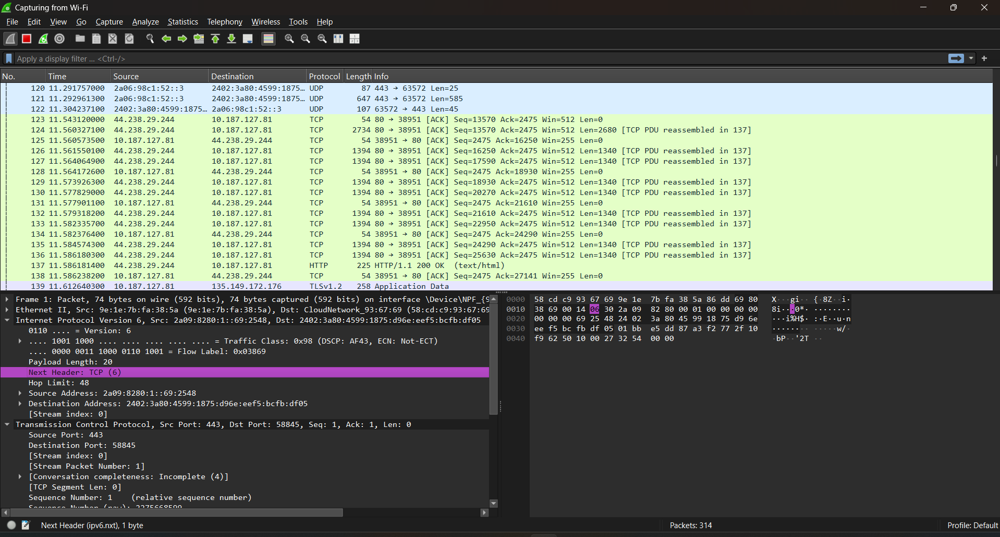 Capturing from Wi-Fi
File Edit View Go Capture Analyze Statistics Telephony Wireless Tools Help
Apply a display filter ... <Ctrl-/>
No. Time Source Destination Protocol Length Info
120 11.291757000 2a06:98c1:52::3 2402:3a80:4599:1875… UDP 87 443 → 63572 Len=25
121 11.292961300 2a06:98c1:52::3 2402:3a80:4599:1875… UDP 647 443 → 63572 Len=585
122 11.304237100 2402:3a80:4599:1875… 2a06:98c1:52::3 UDP 107 63572 → 443 Len=45
123 11.543120000 44.238.29.244 10.187.127.81 TCP 54 80 → 38951 [ACK] Seq=13570 Ack=2475 Win=512 Len=0
124 11.560327100 44.238.29.244 10.187.127.81 TCP 2734 80 → 38951 [ACK] Seq=13570 Ack=2475 Win=512 Len=2680 [TCP PDU reassembled in 137]
125 11.560573500 10.187.127.81 44.238.29.244 TCP 54 38951 → 80 [ACK] Seq=2475 Ack=16250 Win=255 Len=0
126 11.561550100 44.238.29.244 10.187.127.81 TCP 1394 80 → 38951 [ACK] Seq=16250 Ack=2475 Win=512 Len=1340 [TCP PDU reassembled in 137]
127 11.564064900 44.238.29.244 10.187.127.81 TCP 1394 80 → 38951 [ACK] Seq=17590 Ack=2475 Win=512 Len=1340 [TCP PDU reassembled in 137]
128 11.564172600 10.187.127.81 44.238.29.244 TCP 54 38951 → 80 [ACK] Seq=2475 Ack=18930 Win=255 Len=0
129 11.573926300 44.238.29.244 10.187.127.81 TCP 1394 80 → 38951 [ACK] Seq=18930 Ack=2475 Win=512 Len=1340 [TCP PDU reassembled in 137]
130 11.577829000 44.238.29.244 10.187.127.81 TCP 1394 80 → 38951 [ACK] Seq=20270 Ack=2475 Win=512 Len=1340 [TCP PDU reassembled in 137]
131 11.577901100 10.187.127.81 44.238.29.244 TCP 54 38951 → 80 [ACK] Seq=2475 Ack=21610 Win=255 Len=0
132 11.579318200 44.238.29.244 10.187.127.81 TCP 1394 80 → 38951 [ACK] Seq=21610 Ack=2475 Win=512 Len=1340 [TCP PDU reassembled in 137]
133 11.582335700 44.238.29.244 10.187.127.81 TCP 1394 80 → 38951 [ACK] Seq=22950 Ack=2475 Win=512 Len=1340 [TCP PDU reassembled in 137]
134 11.582376400 10.187.127.81 44.238.29.244 TCP 54 38951 → 80 [ACK] Seq=2475 Ack=24290 Win=255 Len=0
135 11.584574300 44.238.29.244 10.187.127.81 TCP 1394 80 → 38951 [ACK] Seq=24290 Ack=2475 Win=512 Len=1340 [TCP PDU reassembled in 137]
136 11.586180300 44.238.29.244 10.187.127.81 TCP 1394 80 → 38951 [ACK] Seq=25630 Ack=2475 Win=512 Len=1340 [TCP PDU reassembled in 137]
137 11.586181400 44.238.29.244 10.187.127.81 HTTP 225 HTTP/1.1 200 OK (text/html)
138 11.586238200 10.187.127.81 44.238.29.244 TCP 54 38951 → 80 [ACK] Seq=2475 Ack=27141 Win=255 Len=0
139 11.612640300 10.187.127.81 135.149.172.176 TLSv1.2 258 Application Data
Frame 1: Packet, 74 bytes on wire (592 bits), 74 bytes captured (592 bits) on interface \Device\NPF_{9
Ethernet II, Src: 9e:1e:7b:fa:38:5a (9e:1e:7b:fa:38:5a), Dst: CloudNetwork_93:67:69 (58:cd:c9:93:67:69
Internet Protocol Version 6, Src: 2a09:8280:1::69:2548, Dst: 2402:3a80:4599:1875:d96e:eef5:bcfb:df05
0110 .... = Version: 6
.... 1001 1000 .... .... .... .... .... = Traffic Class: 0x98 (DSCP: AF43, ECN: Not-ECT)
.... 0000 0011 1000 0110 1001 = Flow Label: 0x03869
Payload Length: 20
Next Header: TCP (6)
Hop Limit: 48
Source Address: 2a09:8280:1::69:2548
Destination Address: 2402:3a80:4599:1875:d96e:eef5:bcfb:df05
[Stream index: 0]
Transmission Control Protocol, Src Port: 443, Dst Port: 58845, Seq: 1, Ack: 1, Len: 0
Source Port: 443
Destination Port: 58845
[Stream index: 0]
[Stream Packet Number: 1]
[Conversation completeness: Incomplete (4)]
[TCP Segment Len: 0]
Sequence Number: 1 (relative sequence number)
Sequence Number (raw): 2275668599
0000 58 cd c9 93 67 69 9e 1e 7b fa 38 5a 86 dd 69 80 X···gi·· {·8Z··i·
0010 38 69 00 14 06 30 2a 09 82 80 00 01 00 00 00 00 8i···0*· ········
0020 00 00 00 69 25 48 24 02 3a 80 45 99 18 75 d9 6e ···i%H$· :·E··u·n
0030 ee f5 bc fb df 05 01 bb e5 dd 87 a3 f2 77 2f 10 ········ ·····w/·
0040 f9 62 50 10 00 27 32 54 00 00 ·bP··'2T ··
Next Header (ipv6.nxt), 1 byte
Packets: 314
Profile: Default